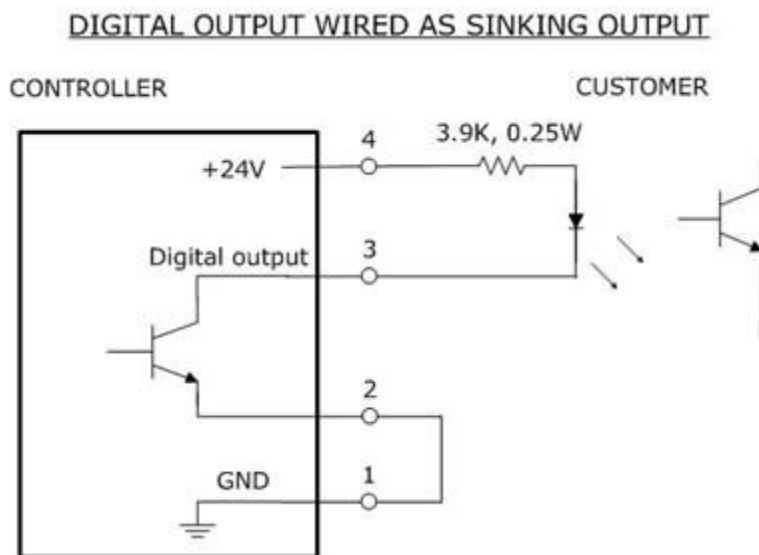 DIGITAL OUTPUT WIRED AS SINKING OUTPUT
CONTROLLER
CUSTOMER
4
3.9K, 0.25W
+24V
Digital output
3
2
GND
1